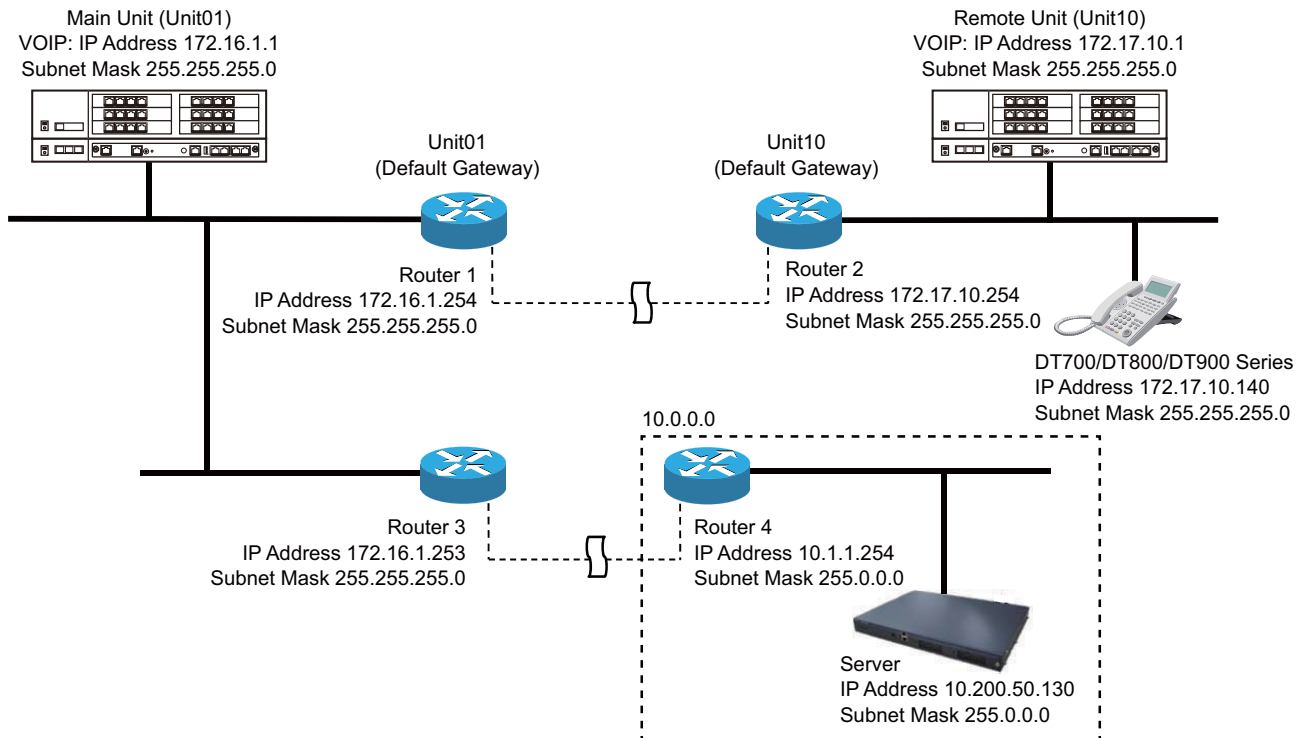 Main Unit (Unit01)
VOIP: IP Address 172.16.1.1
Subnet Mask 255.255.255.0
Remote Unit (Unit10)
VOIP: IP Address 172.17.10.1
Subnet Mask 255.255.255.0
Unit01
(Default Gateway)
Unit10
(Default Gateway)
Router 1
IP Address 172.16.1.254
Subnet Mask 255.255.255.0
Router 2
IP Address 172.17.10.254
Subnet Mask 255.255.255.0
DT700/DT800/DT900 Series
IP Address 172.17.10.140
Subnet Mask 255.255.255.0
10.0.0.0
Router 3
IP Address 172.16.1.253
Subnet Mask 255.255.255.0
Router 4
IP Address 10.1.1.254
Subnet Mask 255.0.0.0
Server
IP Address 10.200.50.130
Subnet Mask 255.0.0.0